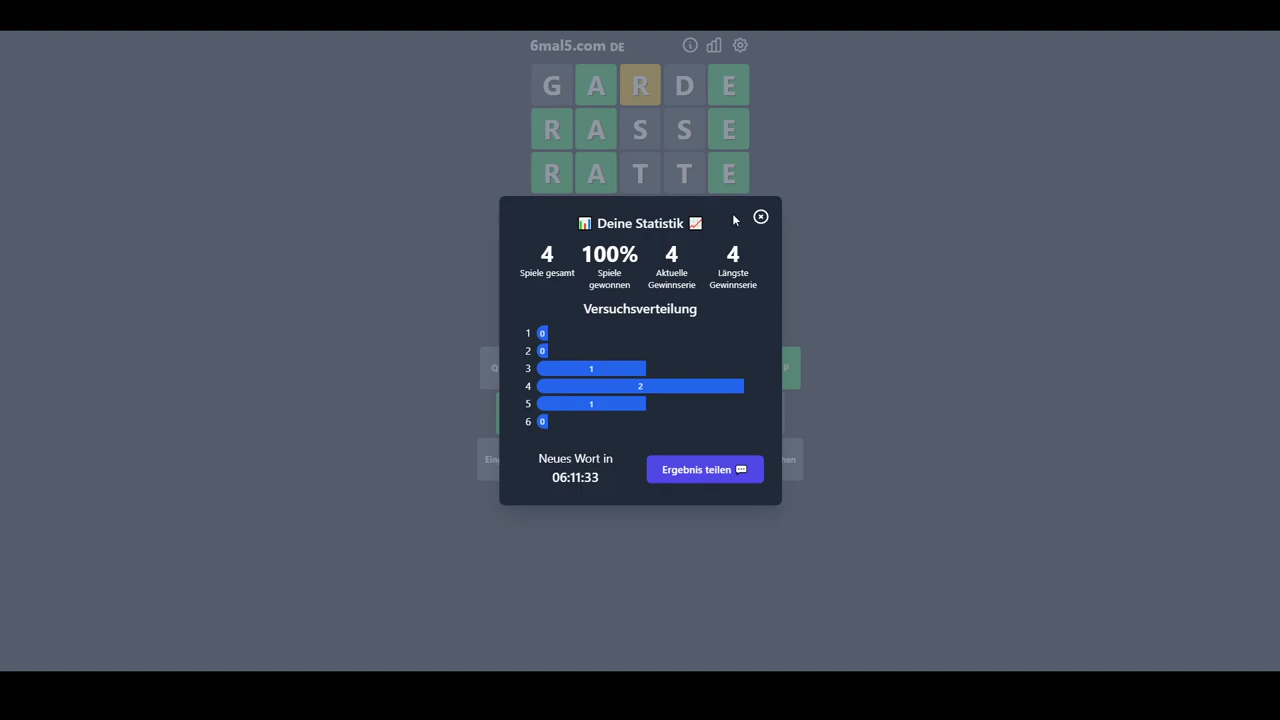 6mal5.com DE
G A R D E
R A S S E
R A T T E
📊 Deine Statistik 📈
4 100% 4 4
Spiele gesamt Spiele gewonnen Aktuelle Gewinnserie Längste Gewinnserie
Versuchsverteilung
1 0
2 0
3 1
4 2
5 1
6 0
Neues Wort in
06:11:33
Ergebnis teilen 💬
Q P